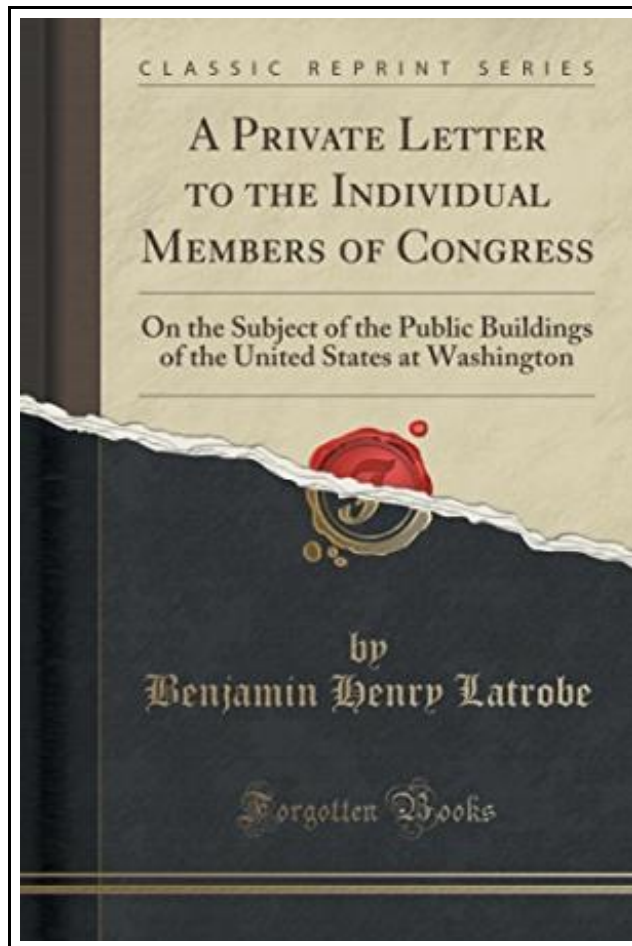 CLASSIC REPRINT SERIES
A PRIVATE LETTER
TO THE INDIVIDUAL
MEMBERS OF CONGRESS
On the Subject of the Public Buildings
of the United States at Washington
by
Benjamin Henry Latrobe
Forgotten Books